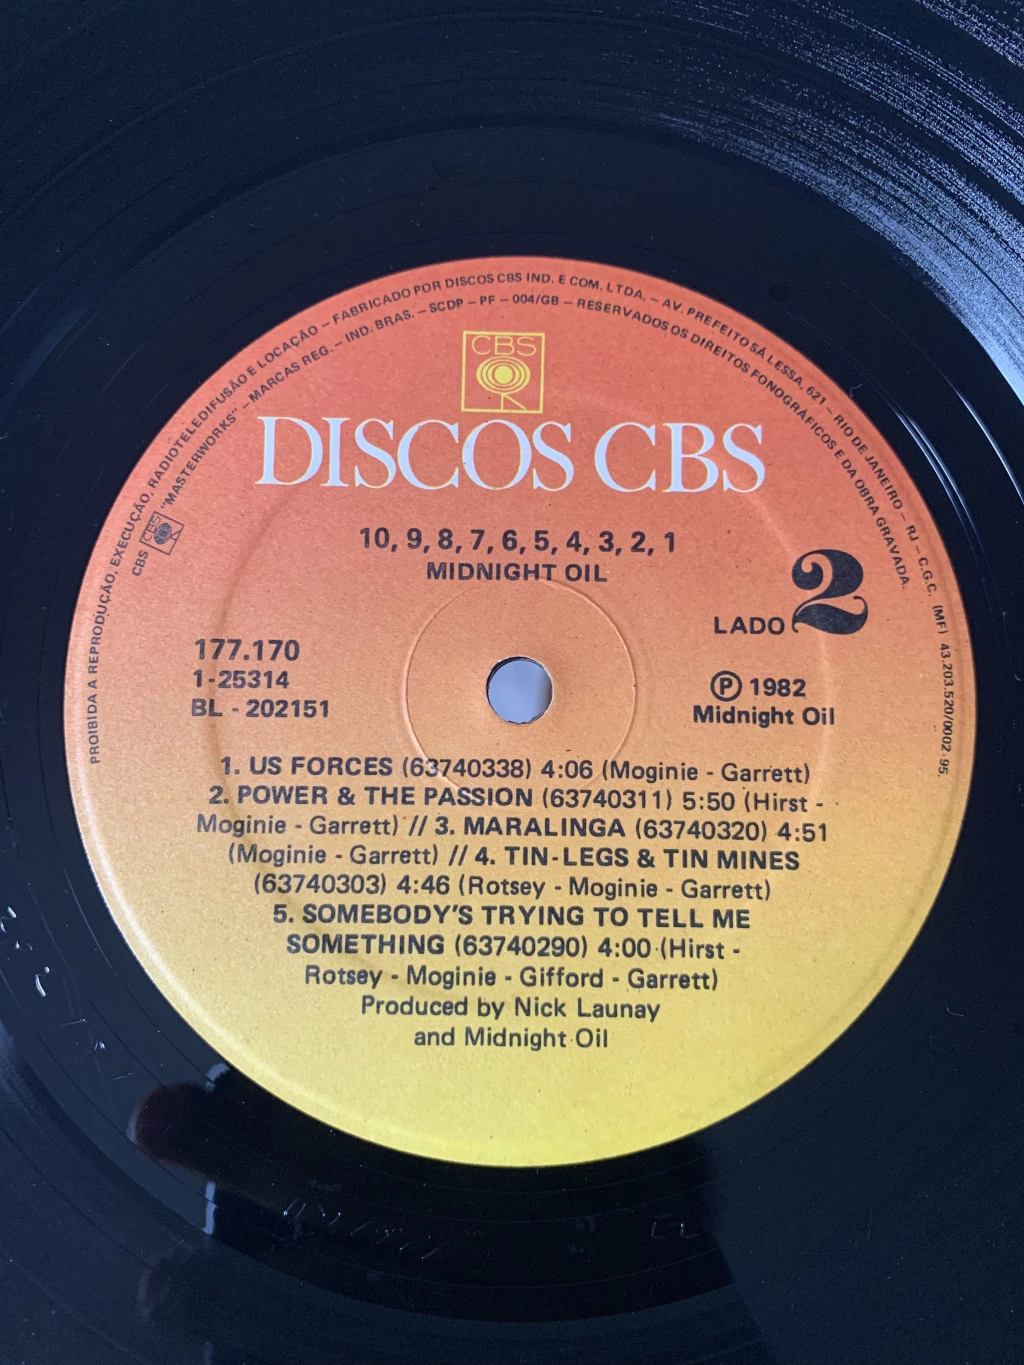 PROIBIDA A REPRODUÇÃO, EXECUÇÃO, RADIOTELEDIFUSÃO E LOCAÇÃO – FABRICADO POR DISCOS CBS IND. E COM. LTDA. – AV. PREFEITO SÁ LESSA, 621 – RIO DE JANEIRO – RJ – C.G.C. (MF) 43.203.520/0002-95.
CBS CBS "MASTERWORKS" – MARCAS REG. – IND. BRAS. – SCDP – PF – 004/GB – RESERVADOS OS DIREITOS FONOGRÁFICOS E DA OBRA GRAVADA.
CBS
DISCOS CBS
10, 9, 8, 7, 6, 5, 4, 3, 2, 1
MIDNIGHT OIL
LADO 2
177.170
1-25314
BL - 202151
Ⓟ 1982
Midnight Oil
1. US FORCES (63740338) 4:06 (Moginie - Garrett)
2. POWER & THE PASSION (63740311) 5:50 (Hirst -
Moginie - Garrett) // 3. MARALINGA (63740320) 4:51
(Moginie - Garrett) // 4. TIN-LEGS & TIN MINES
(63740303) 4:46 (Rotsey - Moginie - Garrett)
5. SOMEBODY'S TRYING TO TELL ME
SOMETHING (63740290) 4:00 (Hirst -
Rotsey - Moginie - Gifford - Garrett)
Produced by Nick Launay
and Midnight Oil